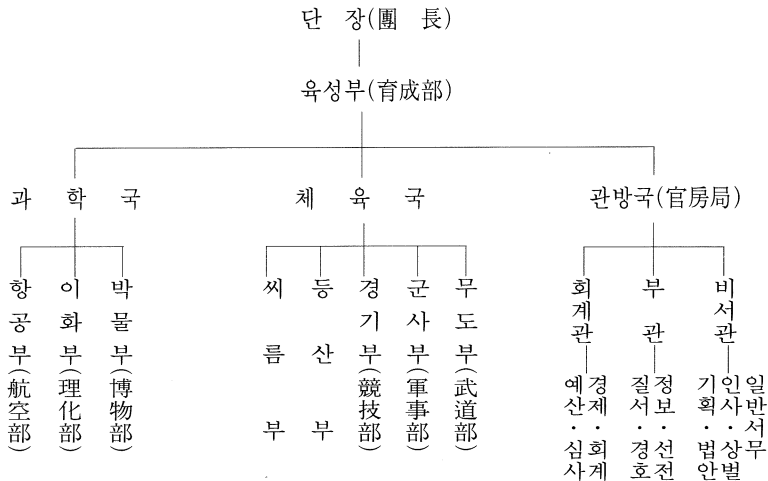 단 장(團 長)
육성부(育成部)
과 학 국
체 육 국
관방국(官房局)
항공부(航空部)
이화부(理化部)
박물부(博物部)
씨 름 부
등 산 부
경기부(競技部)
군사부(軍事部)
무도부(武道部)
회계관
경제·회계
예산·심사
부 관
정보·선전
질서·경호
비서관
일반서무
인사·상벌
기획·법안